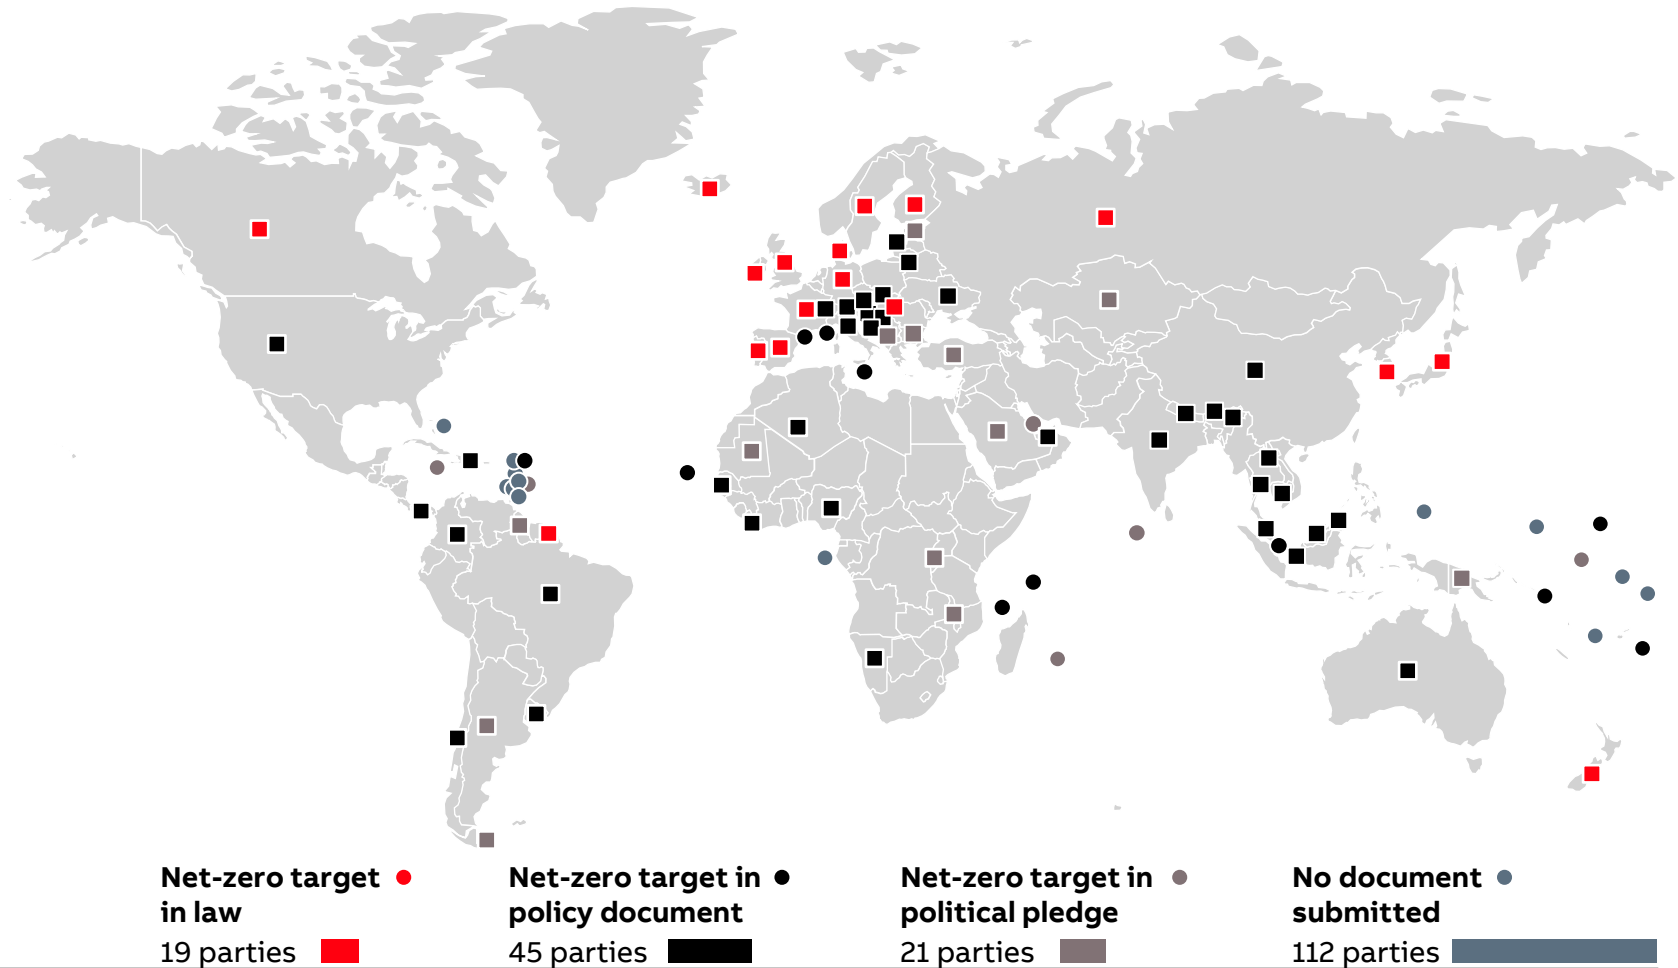 Net-zero target
in law
19 parties
Net-zero target in
policy document
45 parties
Net-zero target in
political pledge
21 parties
No document
submitted
112 parties